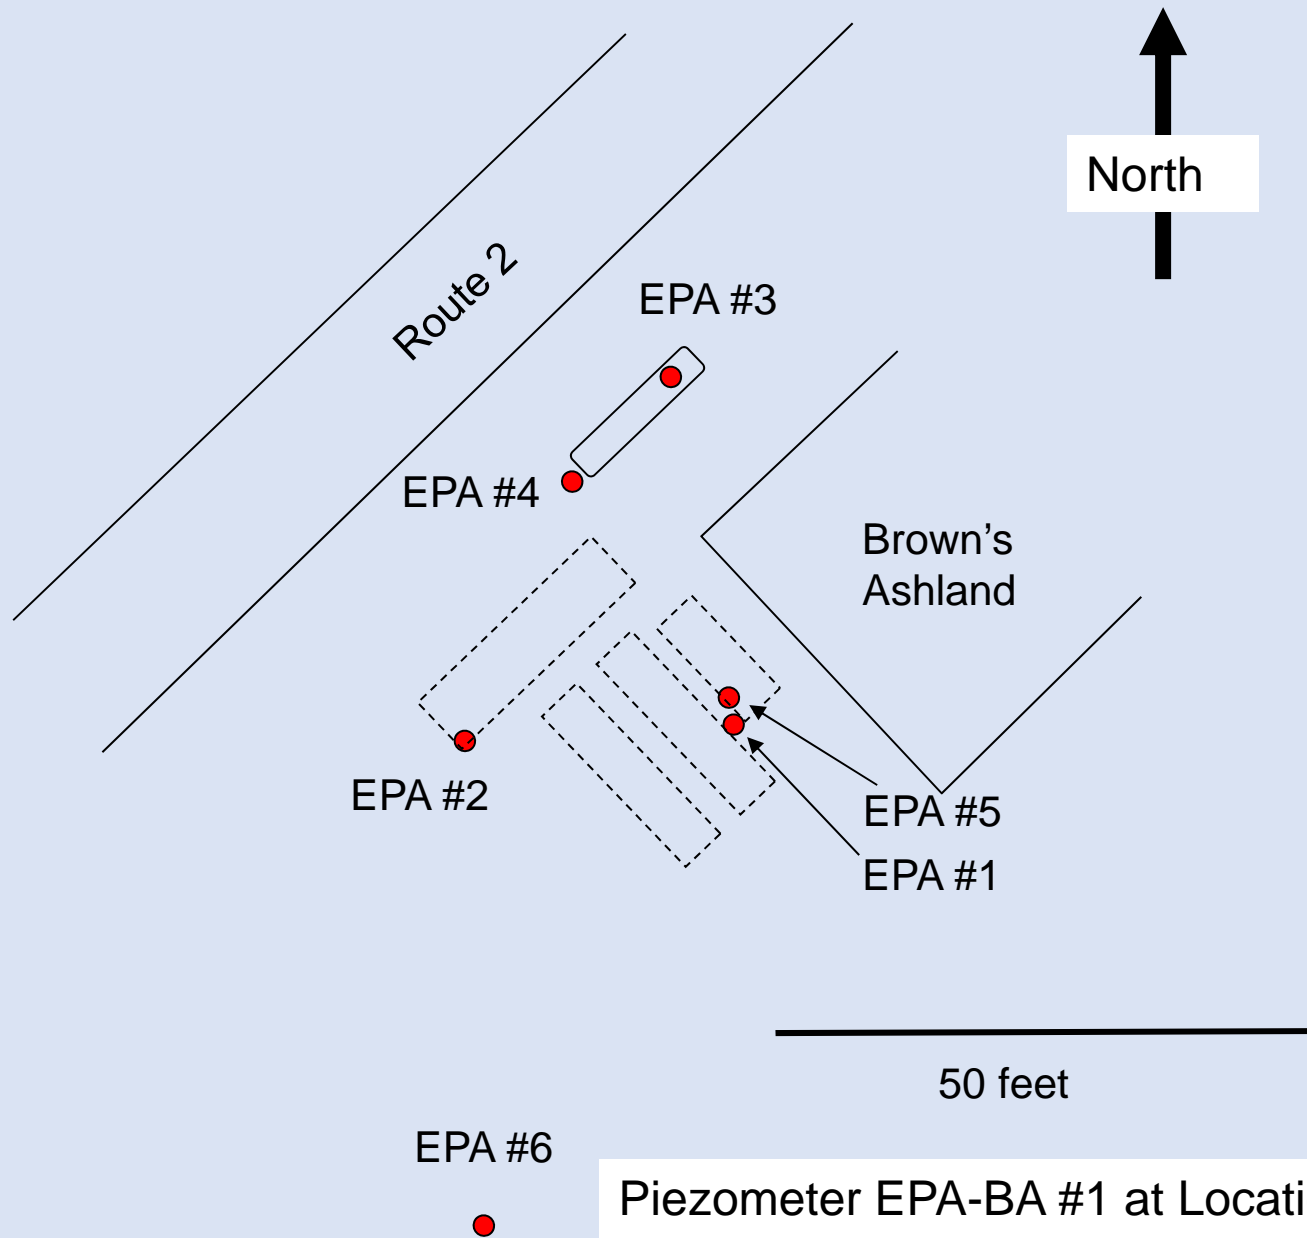 North
Route 2
EPA #3
EPA #4
Brown’s
Ashland
EPA #2
EPA #5
EPA #1
50 feet
EPA #6
Piezometer EPA-BA #1 at